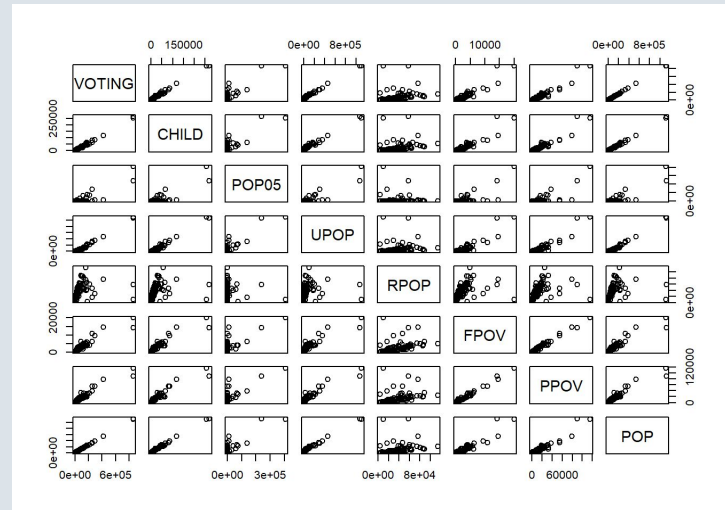 0 150000 0e+00 8e+05 0 10000 0e+00 8e+05
VOTING
0e+00
250000
0
CHILD
POP05
0e+00
0e+00
UPOP
RPOP
0e+00
20000
0
FPOV
PPOV
120000
0
0e+00
POP
0e+00 6e+05 0e+00 3e+05 0e+00 8e+04 0 60000